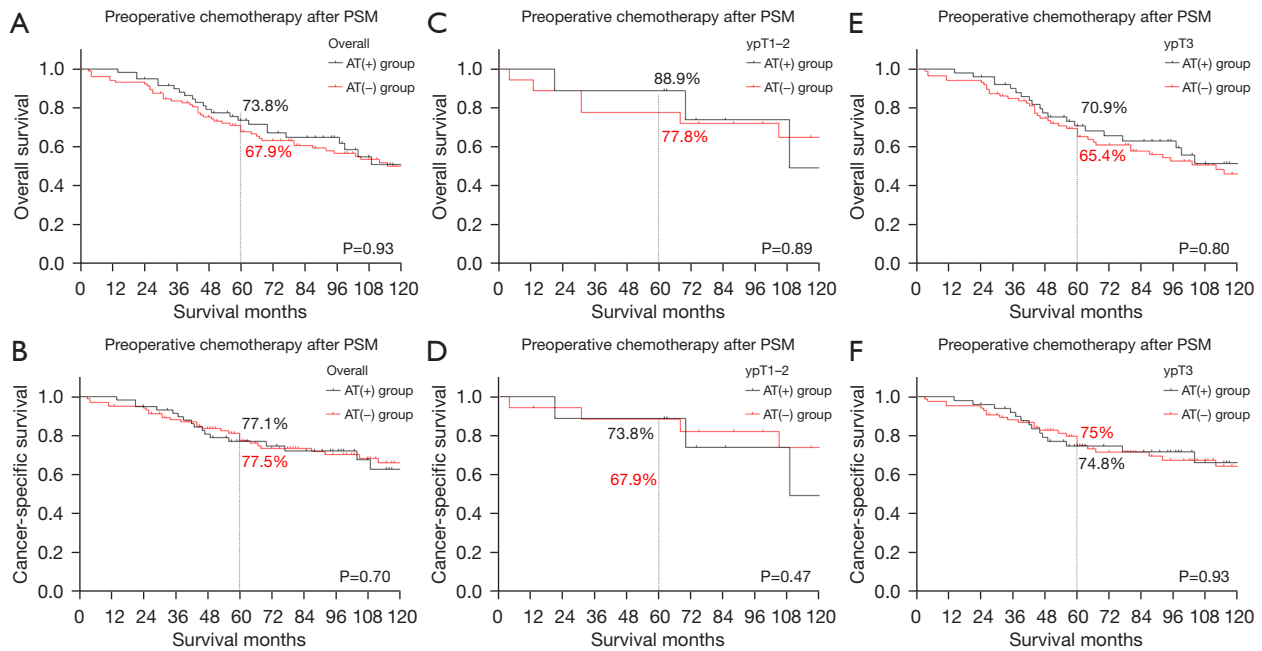 A
Preoperative chemotherapy after PSM
Overall
AT(+) group
AT(−) group
Overall survival
1.0
0.8
0.6
0.4
0.2
0.0
73.8%
67.9%
P=0.93
0 12 24 36 48 60 72 84 96 108 120
Survival months
C
Preoperative chemotherapy after PSM
ypT1–2
AT(+) group
AT(−) group
Overall survival
1.0
0.8
0.6
0.4
0.2
0.0
88.9%
77.8%
P=0.89
0 12 24 36 48 60 72 84 96 108 120
Survival months
E
Preoperative chemotherapy after PSM
ypT3
AT(+) group
AT(−) group
Overall survival
1.0
0.8
0.6
0.4
0.2
0.0
70.9%
65.4%
P=0.80
0 12 24 36 48 60 72 84 96 108 120
Survival months
B
Preoperative chemotherapy after PSM
Overall
AT(+) group
AT(−) group
Cancer-specific survival
1.0
0.8
0.6
0.4
0.2
0.0
77.1%
77.5%
P=0.70
0 12 24 36 48 60 72 84 96 108 120
Survival months
D
Preoperative chemotherapy after PSM
ypT1–2
AT(+) group
AT(−) group
Cancer-specific survival
1.0
0.8
0.6
0.4
0.2
0.0
73.8%
67.9%
P=0.47
0 12 24 36 48 60 72 84 96 108 120
Survival months
F
Preoperative chemotherapy after PSM
ypT3
AT(+) group
AT(−) group
Cancer-specific survival
1.0
0.8
0.6
0.4
0.2
0.0
75%
74.8%
P=0.93
0 12 24 36 48 60 72 84 96 108 120
Survival months